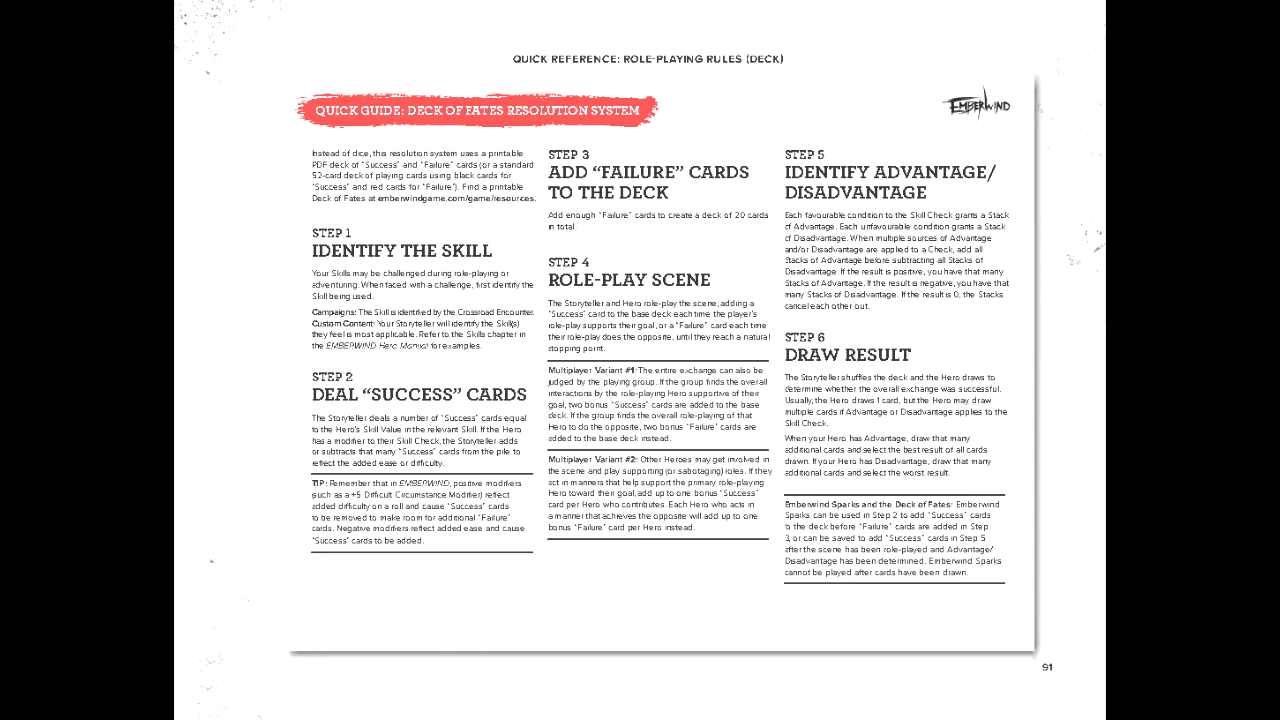 QUICK REFERENCE: ROLE-PLAYING RULES (DECK)
QUICK GUIDE: DECK OF FATES RESOLUTION SYSTEM
EMBERWIND
Instead of dice, this resolution system uses a printable
PDF deck of "Success" and "Failure" cards (or a standard
52-card deck of playing cards using black cards for
"Success" and red cards for "Failure"). Find a printable
Deck of Fates at emberwindgame.com/game/resources.
STEP 1
IDENTIFY THE SKILL
Your Skills may be challenged during role-playing or
adventuring. When faced with a challenge, first identify the
Skill being used.
Campaigns: The Skill is identified by the Crossroad Encounter.
Custom Content: Your Storyteller will identify the Skill(s)
they feel is most applicable. Refer to the Skills chapter in
the EMBERWIND Hero Manual for examples.
STEP 2
DEAL “SUCCESS” CARDS
The Storyteller deals a number of "Success" cards equal
to the Hero's Skill Value in the relevant Skill. If the Hero
has a modifier to their Skill Check, the Storyteller adds
or subtracts that many "Success" cards from the pile to
reflect the added ease or difficulty.
TIP: Remember that in EMBERWIND, positive modifiers
(such as a +5 Difficult Circumstance Modifier) reflect
added difficulty on a roll and cause "Success" cards
to be removed to make room for additional "Failure"
cards. Negative modifiers reflect added ease and cause
"Success" cards to be added.
STEP 3
ADD “FAILURE” CARDS
TO THE DECK
Add enough "Failure" cards to create a deck of 20 cards
in total.
STEP 4
ROLE-PLAY SCENE
The Storyteller and Hero role-play the scene, adding a
"Success" card to the base deck each time the player's
role-play supports their goal, or a "Failure" card each time
their role-play does the opposite, until they reach a natural
stopping point.
Multiplayer Variant #1: The entire exchange can also be
judged by the playing group. If the group finds the overall
interactions by the role-playing Hero supportive of their
goal, two bonus "Success" cards are added to the base
deck. If the group finds the overall role-playing of that
Hero to do the opposite, two bonus "Failure" cards are
added to the base deck instead.
Multiplayer Variant #2: Other Heroes may get involved in
the scene and play supporting (or sabotaging) roles. If they
act in manners that help support the primary role-playing
Hero toward their goal, add up to one bonus "Success"
card per Hero who contributes. Each Hero who acts in
a manner that achieves the opposite will add up to one
bonus "Failure" card per Hero instead.
STEP 5
IDENTIFY ADVANTAGE/
DISADVANTAGE
Each favourable condition to the Skill Check grants a Stack
of Advantage. Each unfavourable condition grants a Stack
of Disadvantage. When multiple sources of Advantage
and/or Disadvantage are applied to a Check, add all
Stacks of Advantage before subtracting all Stacks of
Disadvantage. If the result is positive, you have that many
Stacks of Advantage. If the result is negative, you have that
many Stacks of Disadvantage. If the result is 0, the Stacks
cancel each other out.
STEP 6
DRAW RESULT
The Storyteller shuffles the deck and the Hero draws to
determine whether the overall exchange was successful.
Usually, the Hero draws 1 card, but the Hero may draw
multiple cards if Advantage or Disadvantage applies to the
Skill Check.
When your Hero has Advantage, draw that many
additional cards and select the best result of all cards
drawn. If your Hero has Disadvantage, draw that many
additional cards and select the worst result.
Emberwind Sparks and the Deck of Fates: Emberwind
Sparks can be used in Step 2 to add "Success" cards
to the deck before "Failure" cards are added in Step
3, or can be saved to add "Success" cards in Step 5
after the scene has been role-played and Advantage/
Disadvantage has been determined. Emberwind Sparks
cannot be played after cards have been drawn.
91